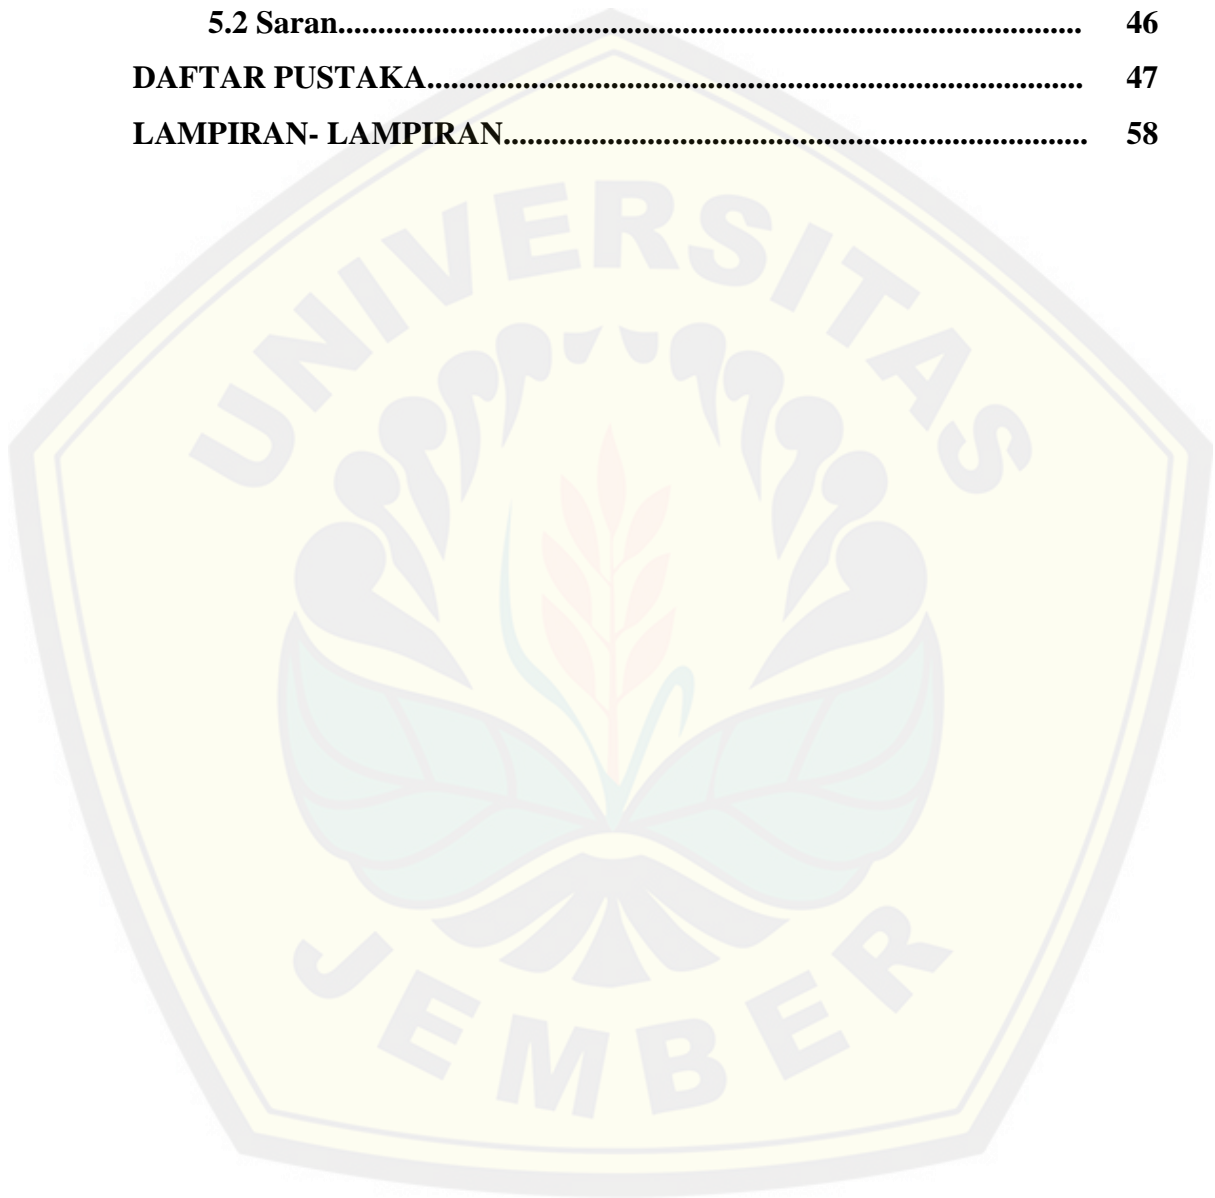 5.2 Saran............................................................................................. 46
DAFTAR PUSTAKA.................................................................................. 47
LAMPIRAN- LAMPIRAN......................................................................... 58
UNIVERSITAS
JEMBER